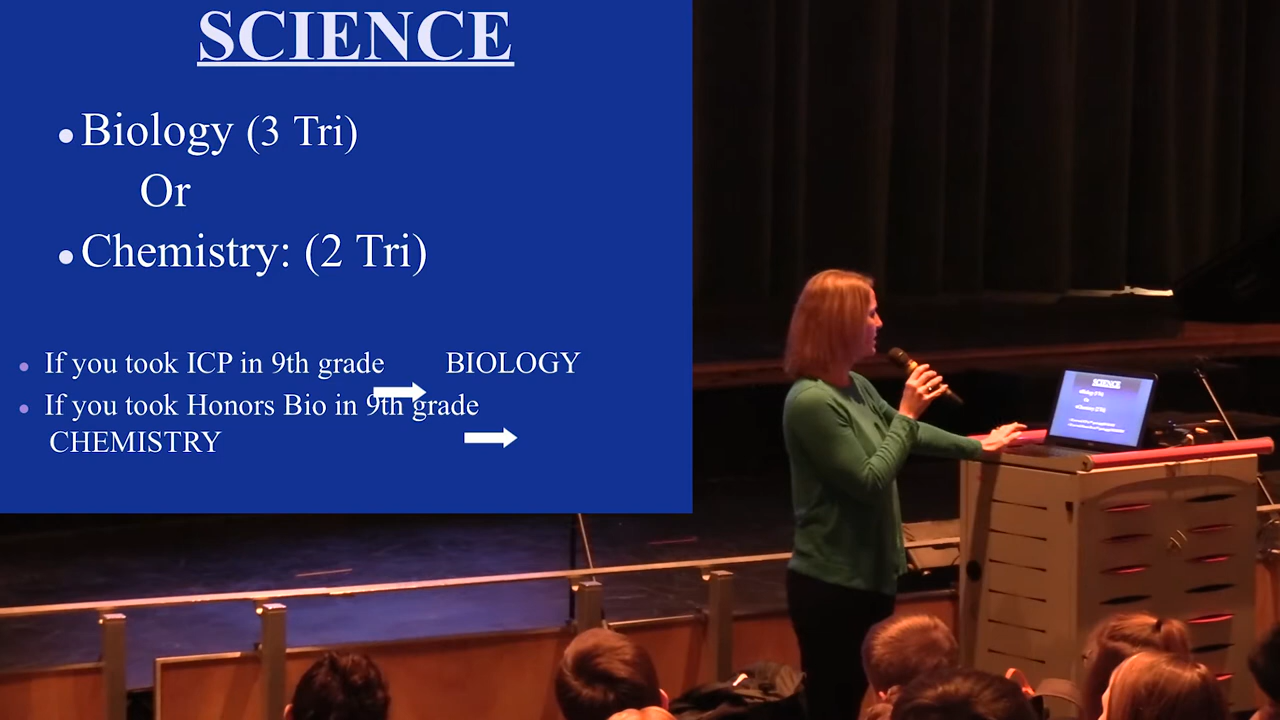 SCIENCE
• Biology (3 Tri)
Or
• Chemistry: (2 Tri)
• If you took ICP in 9th grade BIOLOGY
• If you took Honors Bio in 9th grade
CHEMISTRY
SCIENCE